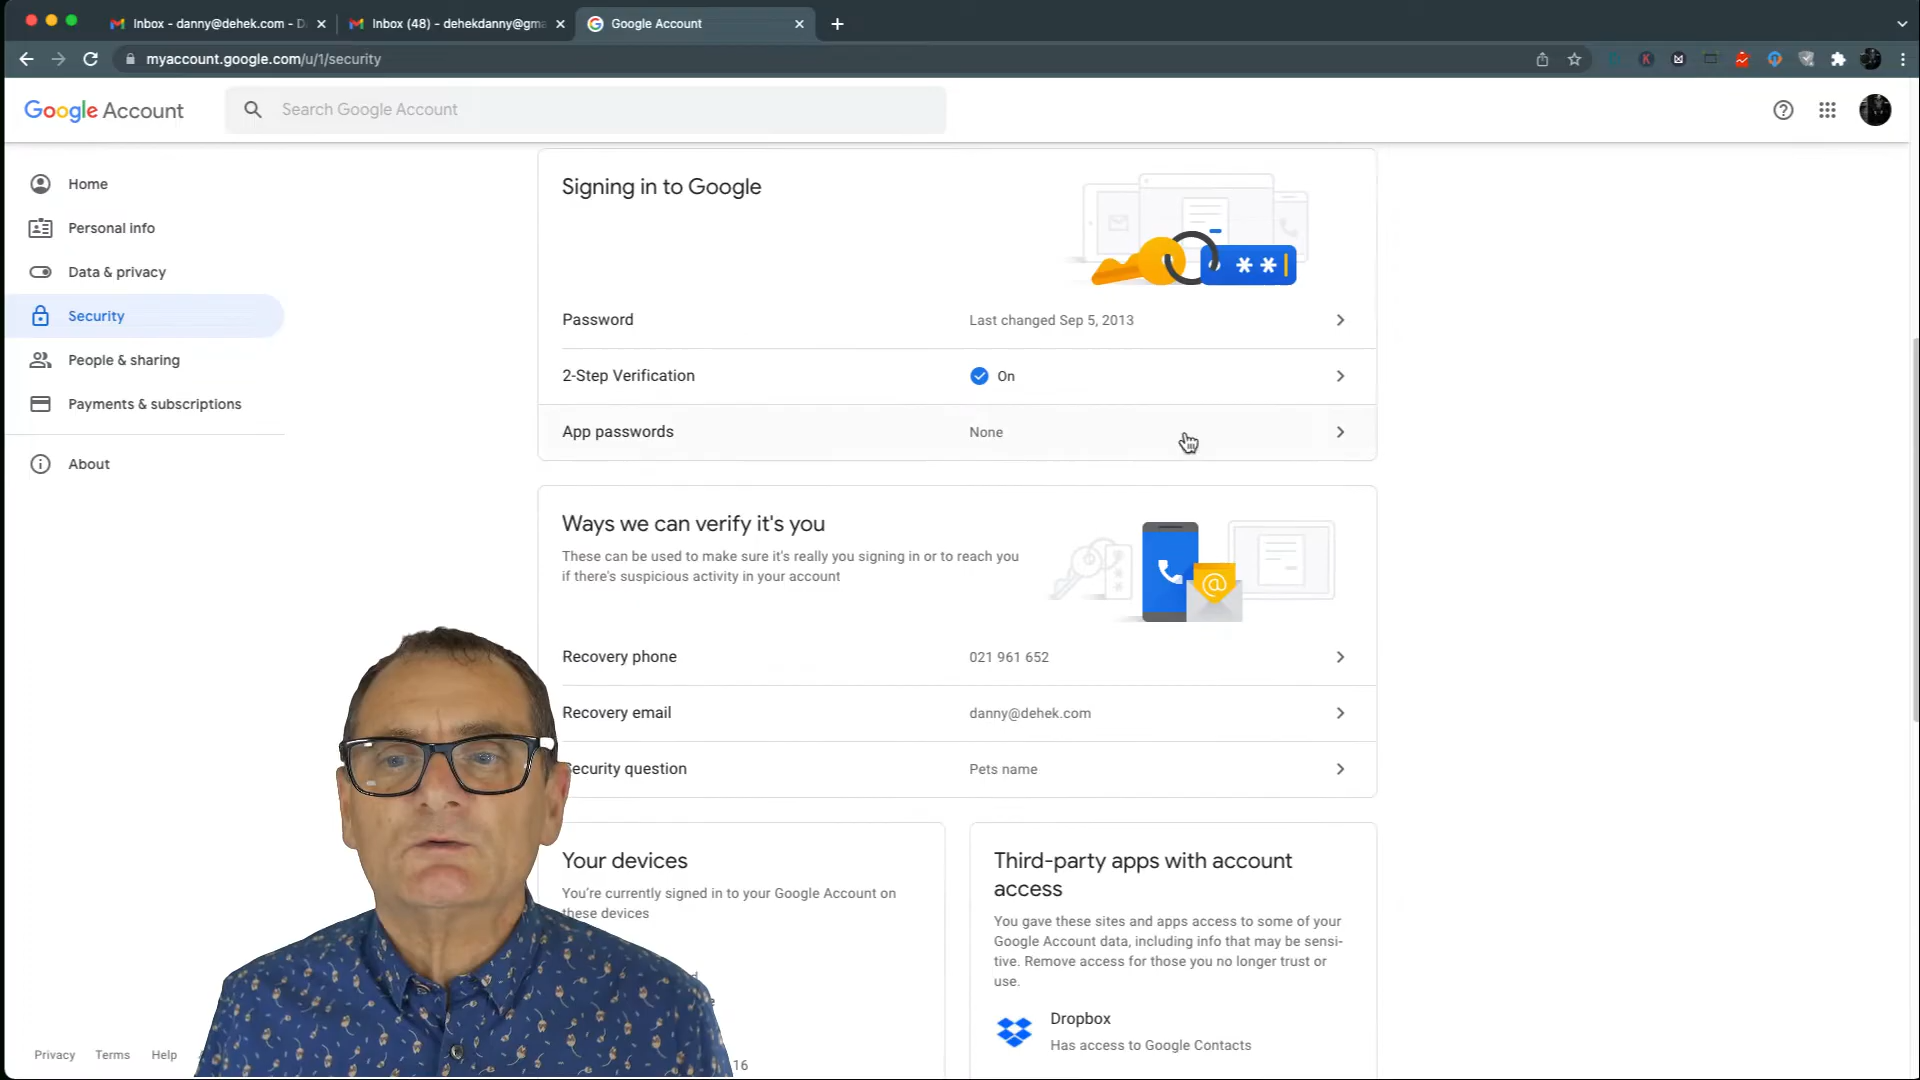 Inbox - danny@dehek.com - D
Inbox (48) - dehekdanny@gma
Google Account
myaccount.google.com/u/1/security
Google Account
Search Google Account
Home
Personal info
Data & privacy
Security
People & sharing
Payments & subscriptions
About
Signing in to Google
**
Password
Last changed Sep 5, 2013
2-Step Verification
On
App passwords
None
Ways we can verify it's you
These can be used to make sure it's really you signing in or to reach you
if there's suspicious activity in your account
@
Recovery phone
021 961 652
Recovery email
danny@dehek.com
Security question
Pets name
Your devices
You're currently signed in to your Google Account on
these devices
16
Third-party apps with account
access
You gave these sites and apps access to some of your
Google Account data, including info that may be sensi-
tive. Remove access for those you no longer trust or
use.
Dropbox
Has access to Google Contacts
Privacy
Terms
Help